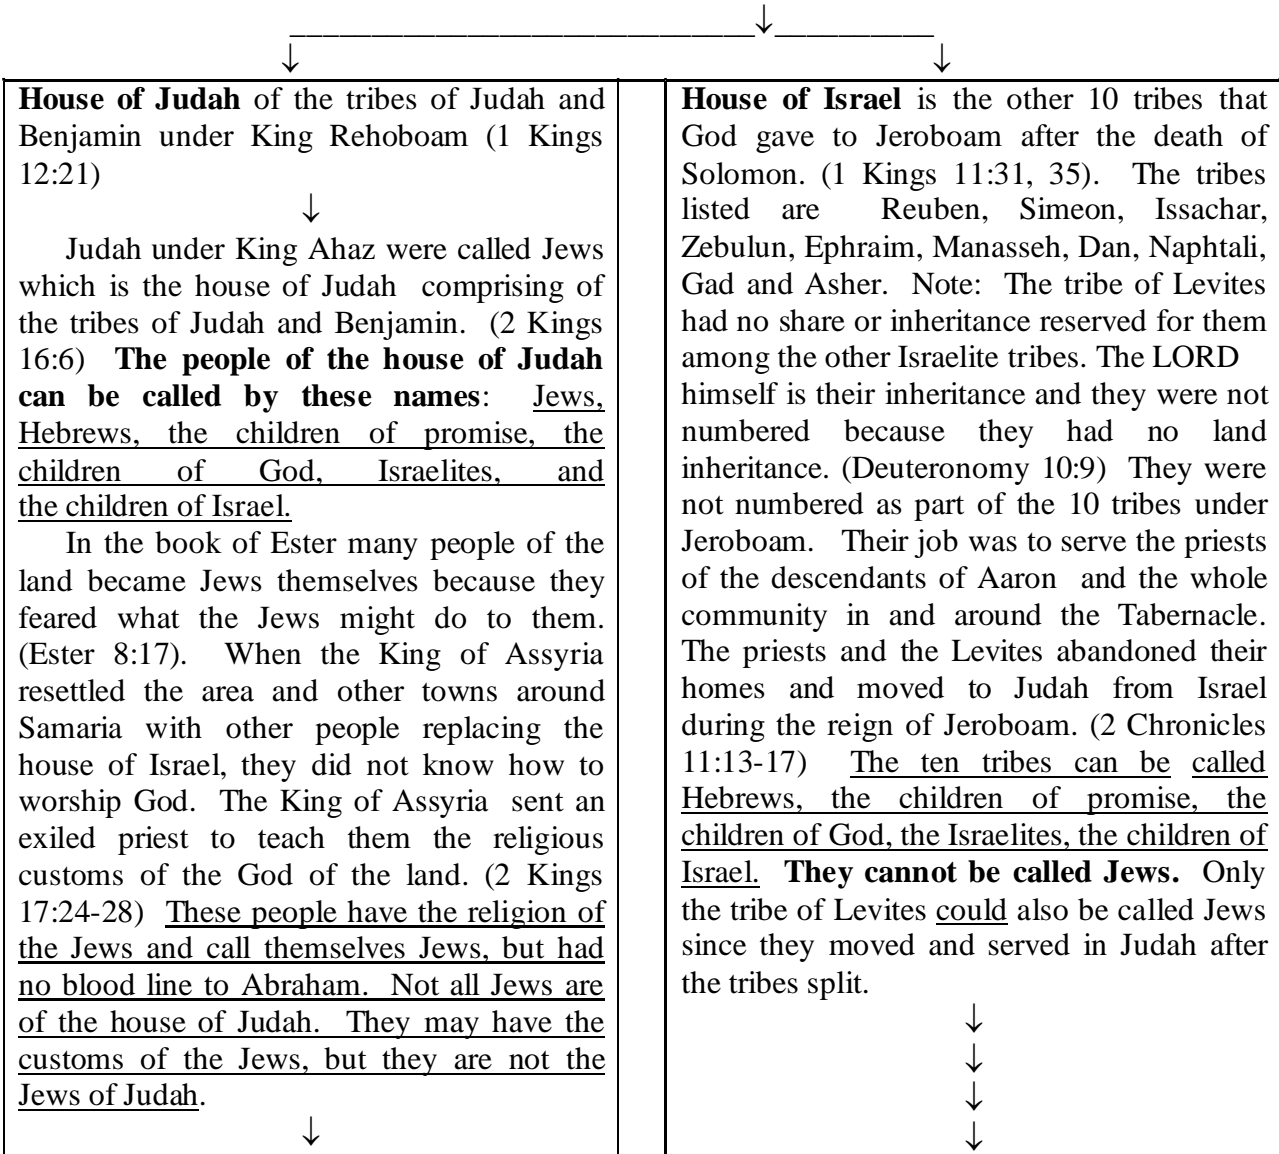 House of Judah of the tribes of Judah and
Benjamin under King Rehoboam (1 Kings
12:21)
↓
Judah under King Ahaz were called Jews
which is the house of Judah comprising of
the tribes of Judah and Benjamin. (2 Kings
16:6) The people of the house of Judah
can be called by these names: Jews,
Hebrews, the children of promise, the
children of God, Israelites, and
the children of Israel.
In the book of Ester many people of the
land became Jews themselves because they
feared what the Jews might do to them.
(Ester 8:17). When the King of Assyria
resettled the area and other towns around
Samaria with other people replacing the
house of Israel, they did not know how to
worship God. The King of Assyria sent an
exiled priest to teach them the religious
customs of the God of the land. (2 Kings
17:24-28) These people have the religion of
the Jews and call themselves Jews, but had
no blood line to Abraham. Not all Jews are
of the house of Judah. They may have the
customs of the Jews, but they are not the
Jews of Judah.
↓
House of Israel is the other 10 tribes that
God gave to Jeroboam after the death of
Solomon. (1 Kings 11:31, 35). The tribes
listed are Reuben, Simeon, Issachar,
Zebulun, Ephraim, Manasseh, Dan, Naphtali,
Gad and Asher. Note: The tribe of Levites
had no share or inheritance reserved for them
among the other Israelite tribes. The LORD
himself is their inheritance and they were not
numbered because they had no land
inheritance. (Deuteronomy 10:9) They were
not numbered as part of the 10 tribes under
Jeroboam. Their job was to serve the priests
of the descendants of Aaron and the whole
community in and around the Tabernacle.
The priests and the Levites abandoned their
homes and moved to Judah from Israel
during the reign of Jeroboam. (2 Chronicles
11:13-17) The ten tribes can be called
Hebrews, the children of promise, the
children of God, the Israelites, the children of
Israel. They cannot be called Jews. Only
the tribe of Levites could also be called Jews
since they moved and served in Judah after
the tribes split.
↓
↓
↓
↓